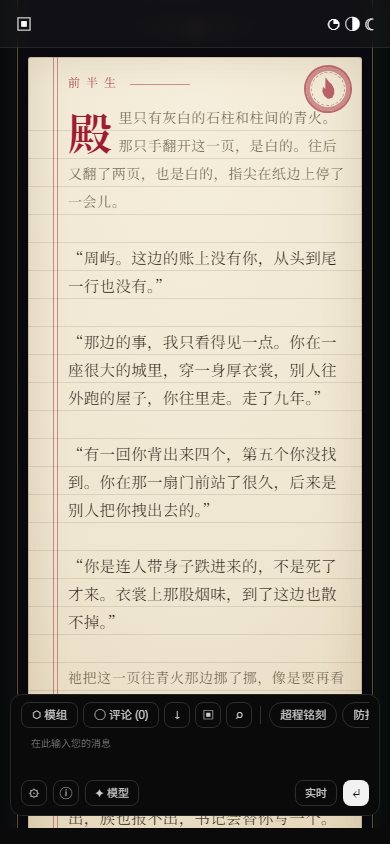 前半生
殿里只有灰白的石柱和柱间的青火。
那只手翻开这一页，是白的。往后
又翻了两页，也是白的，指尖在纸边上停了
一会儿。
“周屿。这边的账上没有你，从头到尾
一行也没有。”
“那边的事，我只看得见一点。你在一
座很大的城里，穿一身厚衣裳，别人往
外跑的屋子，你往里走。走了九年。”
“有一回你背出来四个，第五个你没找
到。你在那一扇门前站了很久，后来是
别人把你拽出去的。”
“你是连人带身子跌进来的，不是死了
才来。衣裳上那股烟味，到了这边也散
不掉。”
祂把这一页往青火那边挪了挪，像是要再看
模组 评论 (0) 超程铭刻
在此输入您的消息
模型 实时